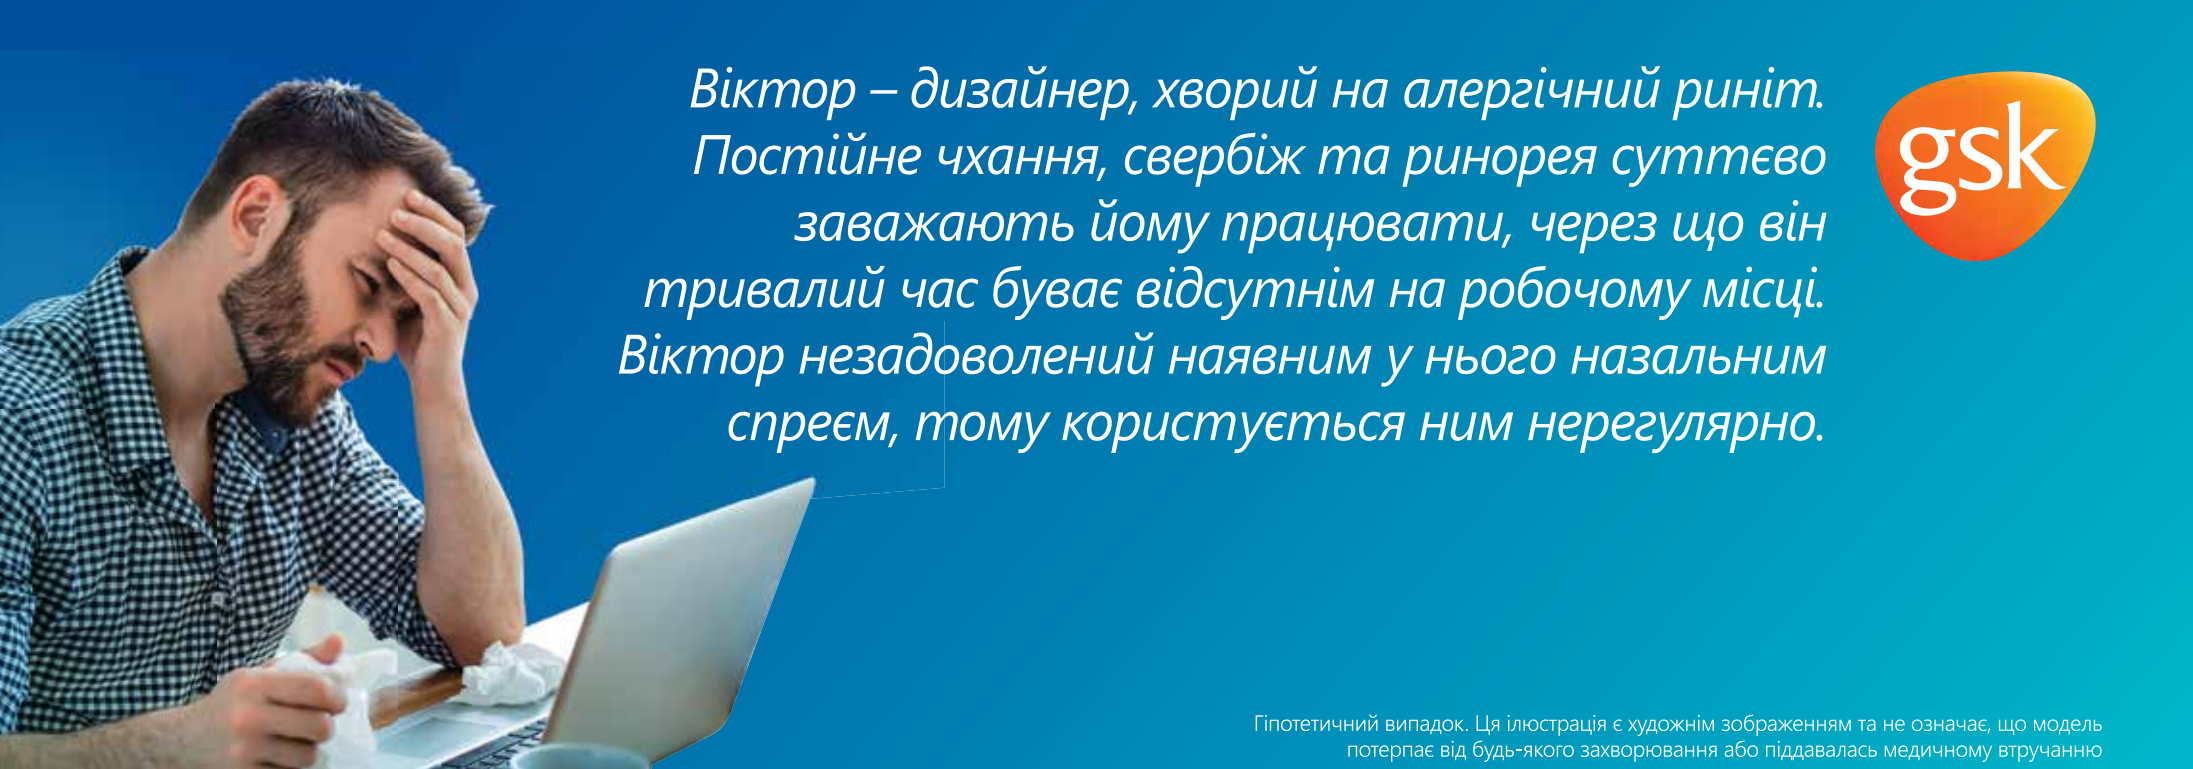 Віктор – дизайнер, хворий на алергічний риніт.
Постійне чхання, свербіж та ринорея суттєво
заважають йому працювати, через що він
тривалий час буває відсутнім на робочому місці.
Віктор незадоволений наявним у нього назальним
спреєм, тому користується ним нерегулярно.
gsk
Гіпотетичний випадок. Ця ілюстрація є художнім зображенням та не означає, що модель
потерпає від будь-якого захворювання або піддавалась медичному втручанню